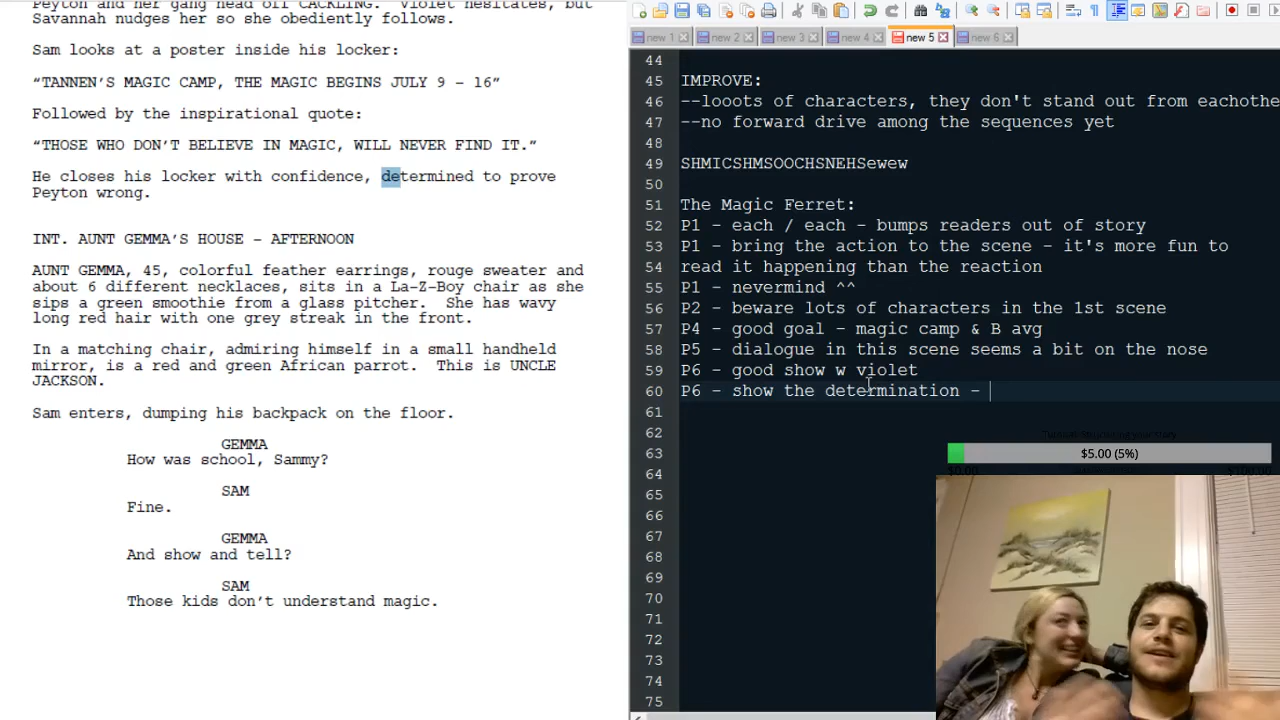 Peyton and her gang head off CACKLING.  Violet hesitates, but
Savannah nudges her so she obediently follows.
Sam looks at a poster inside his locker:
“TANNEN’S MAGIC CAMP, THE MAGIC BEGINS JULY 9 – 16”
Followed by the inspirational quote:
“THOSE WHO DON’T BELIEVE IN MAGIC, WILL NEVER FIND IT.”
He closes his locker with confidence, determined to prove
Peyton wrong.
INT. AUNT GEMMA’S HOUSE – AFTERNOON
AUNT GEMMA, 45, colorful feather earrings, rouge sweater and
about 6 different necklaces, sits in a La-Z-Boy chair as she
sips a green smoothie from a glass pitcher.  She has wavy
long red hair with one grey streak in the front.
In a matching chair, admiring himself in a small handheld
mirror, is a red and green African parrot.  This is UNCLE
JACKSON.
Sam enters, dumping his backpack on the floor.
GEMMA
How was school, Sammy?
SAM
Fine.
GEMMA
And show and tell?
SAM
Those kids don’t understand magic.
new 1 new 2 new 3 new 4 new 5 new 6
44
45 IMPROVE:
46 --looots of characters, they don't stand out from eachothe
47 --no forward drive among the sequences yet
48
49 SHMICSHMSOOCHSNEHSewew
50
51 The Magic Ferret:
52 P1 - each / each - bumps readers out of story
53 P1 - bring the action to the scene - it's more fun to
54 read it happening than the reaction
55 P1 - nevermind ^^
56 P2 - beware lots of characters in the 1st scene
57 P4 - good goal - magic camp & B avg
58 P5 - dialogue in this scene seems a bit on the nose
59 P6 - good show w violet
60 P6 - show the determination -
61
62
63
64
65
66
67
68
69
70
71
72
73
74
75
$5.00 (5%)